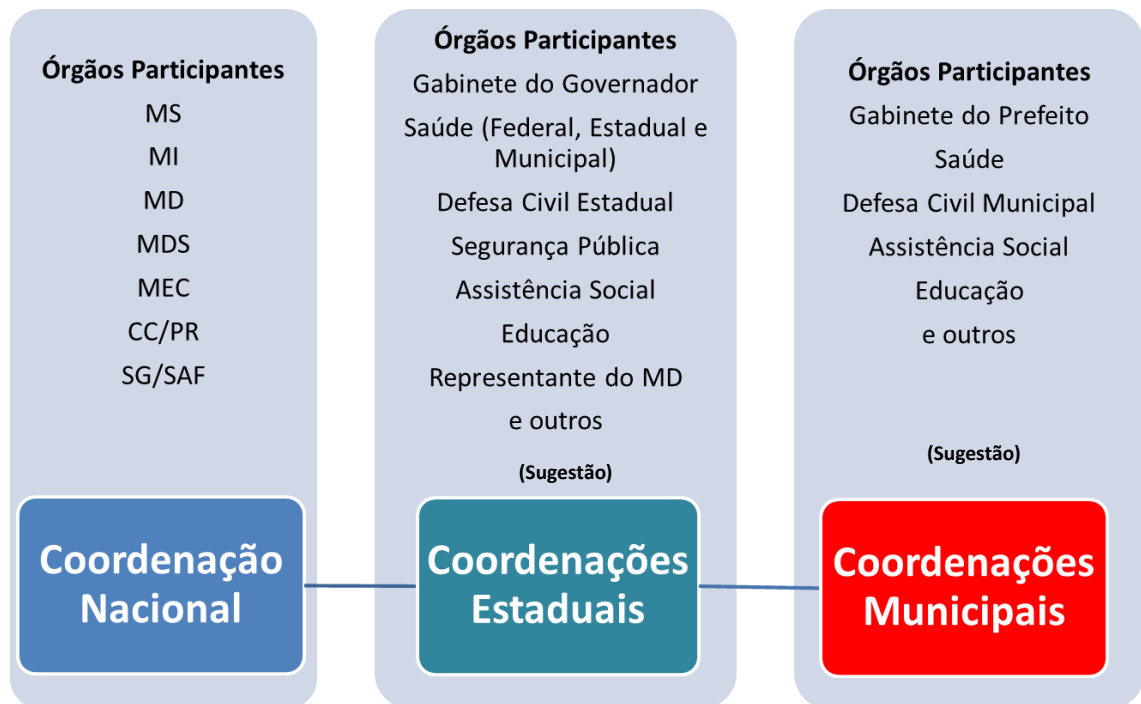 Órgãos Participantes
MS
MI
MD
MDS
MEC
CC/PR
SG/SAF
Coordenação
Nacional
Órgãos Participantes
Gabinete do Governador
Saúde (Federal, Estadual e
Municipal)
Defesa Civil Estadual
Segurança Pública
Assistência Social
Educação
Representante do MD
e outros
(Sugestão)
Coordenações
Estaduais
Órgãos Participantes
Gabinete do Prefeito
Saúde
Defesa Civil Municipal
Assistência Social
Educação
e outros
(Sugestão)
Coordenações
Municipais